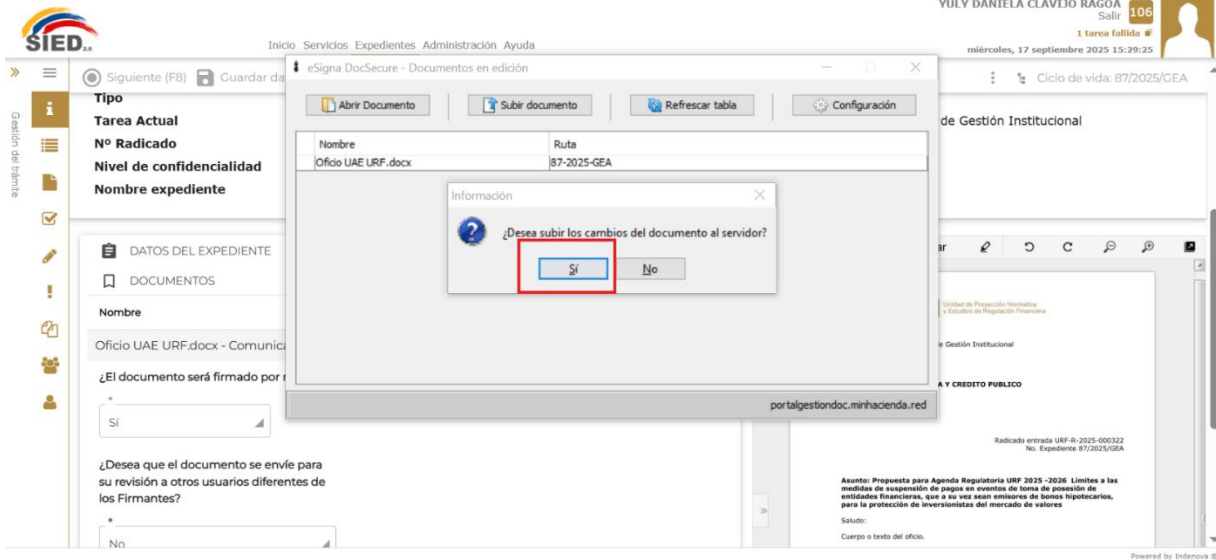 YULY DANIELA CLAVIJO RAGOA
Salir
106
1 tarea fallida
miércoles, 17 septiembre 2025 15:29:25
SIED 2.0
Inicio Servicios Expedientes Administración Ayuda
Siguiente (F8) Guardar da
Ciclo de vida: 87/2025/GEA
Gestión del trámite
Tipo
Tarea Actual
de Gestión Institucional
Nº Radicado
Nivel de confidencialidad
Nombre expediente
eSigna DocSecure - Documentos en edición
Abrir Documento
Subir documento
Refrescar tabla
Configuración
Nombre Ruta
Oficio UAE URF.docx 87-2025-GEA
Información
¿Desea subir los cambios del documento al servidor?
Sí No
portalgestiondoc.minhacienda.red
DATOS DEL EXPEDIENTE
DOCUMENTOS
Nombre
Oficio UAE URF.docx - Comunica
¿El documento será firmado por
*
Sí
¿Desea que el documento se envíe para
su revisión a otros usuarios diferentes de
los Firmantes?
*
No
ar
Unidad de Proyección Normativa
y Estudios de Regulación Financiera
e Gestión Institucional
A Y CREDITO PUBLICO
Radicado entrada URF-R-2025-000322
No. Expediente 87/2025/GEA
Asunto: Propuesta para Agenda Regulatoria URF 2025 -2026 Límites a las
medidas de suspensión de pagos en eventos de toma de posesión de
entidades financieras, que a su vez sean emisores de bonos hipotecarios,
para la protección de inversionistas del mercado de valores
Saludo:
Cuerpo o texto del oficio.
Powered by Indenova